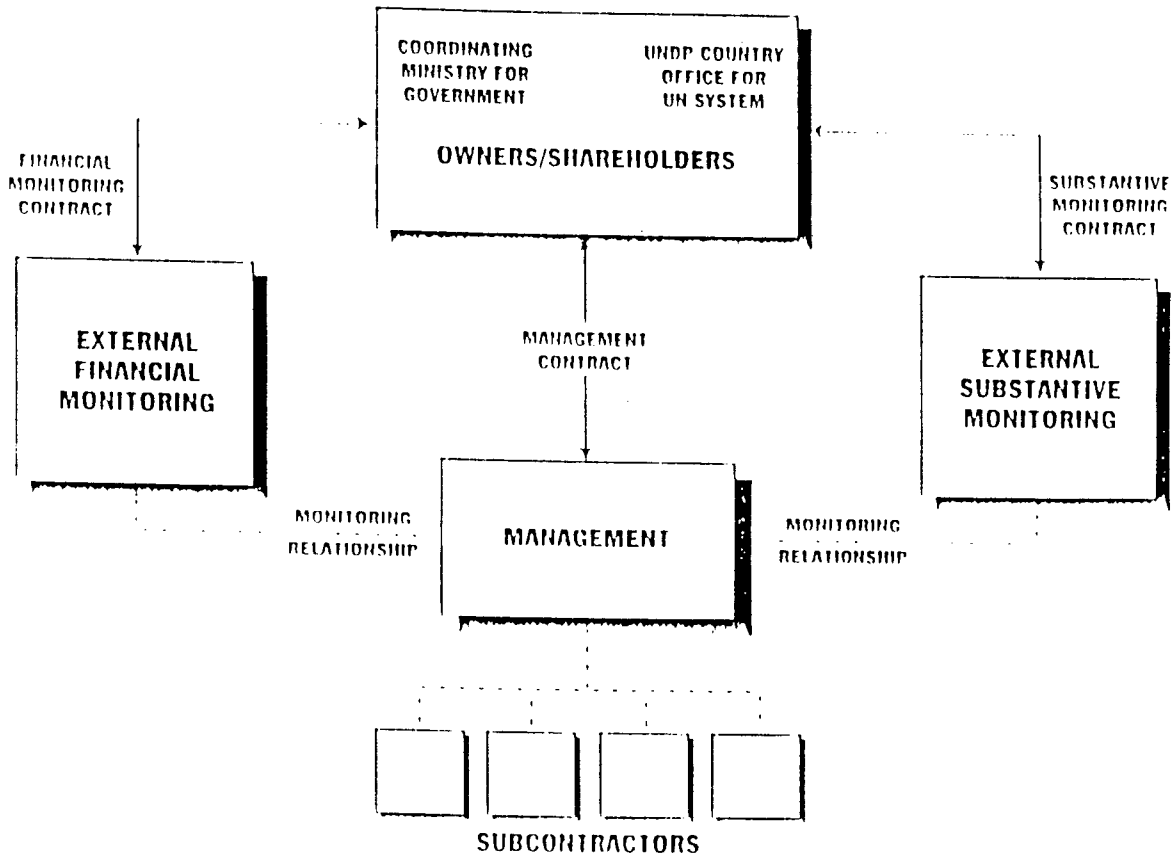 COORDINATING
MINISTRY FOR
GOVERNMENT
UNDP COUNTRY
OFFICE FOR
UN SYSTEM
OWNERS/SHAREHOLDERS
FINANCIAL
MONITORING
CONTRACT
SUBSTANTIVE
MONITORING
CONTRACT
EXTERNAL
FINANCIAL
MONITORING
MANAGEMENT
CONTRACT
EXTERNAL
SUBSTANTIVE
MONITORING
MONITORING
RELATIONSHIP
MANAGEMENT
MONITORING
RELATIONSHIP
SUBCONTRACTORS